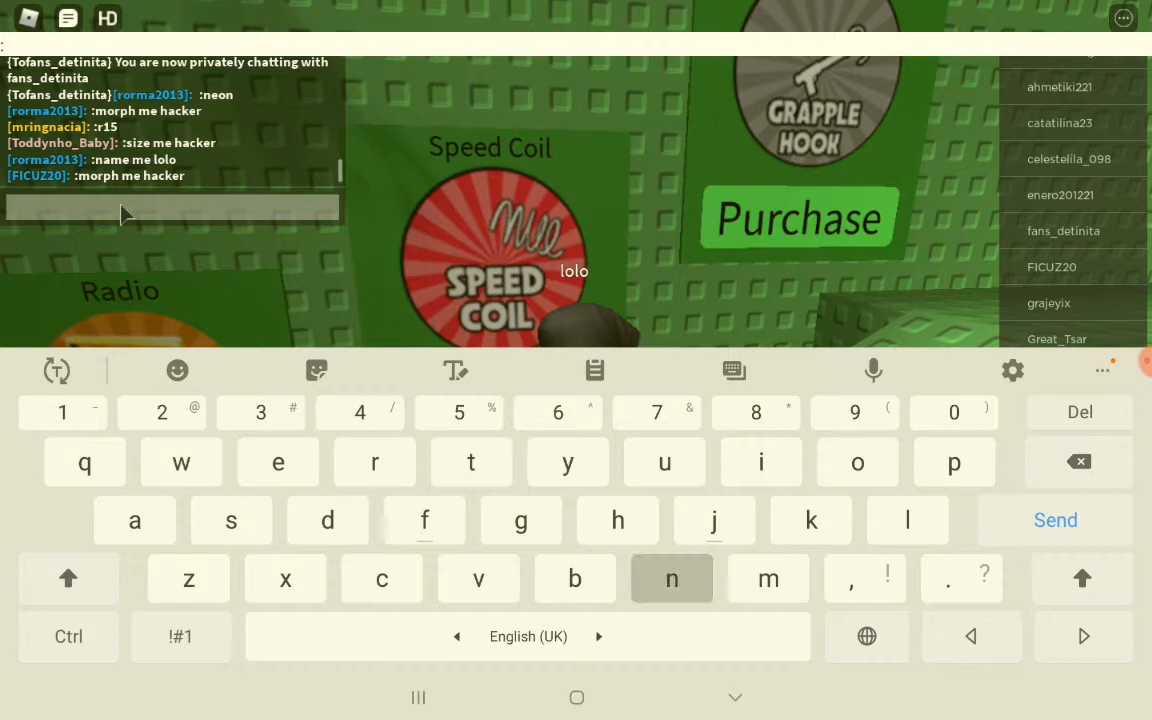 HD
:
{Tofans_detinita} You are now privately chatting with
fans_detinita
{Tofans_detinita}[rorma2013]: :neon
[rorma2013]: :morph me hacker
[mringnacia]: :r15
[Toddynho_Baby]: :size me hacker
[rorma2013]: :name me lolo
[FICUZ20]: :morph me hacker
Radio
Speed Coil
SPEED
COIL
lolo
GRAPPLE
HOOK
Purchase
ahmetiki221
catatilina23
celestelila_098
enero201221
fans_detinita
FICUZ20
grajeyix
Great_Tsar
1 - 2 @ 3 # 4 / 5 % 6 ^ 7 & 8 * 9 ( 0 ) Del
q w e r t y u i o p
a s d f g h j k l Send
z x c v b n m , ! . ?
Ctrl !#1 English (UK)